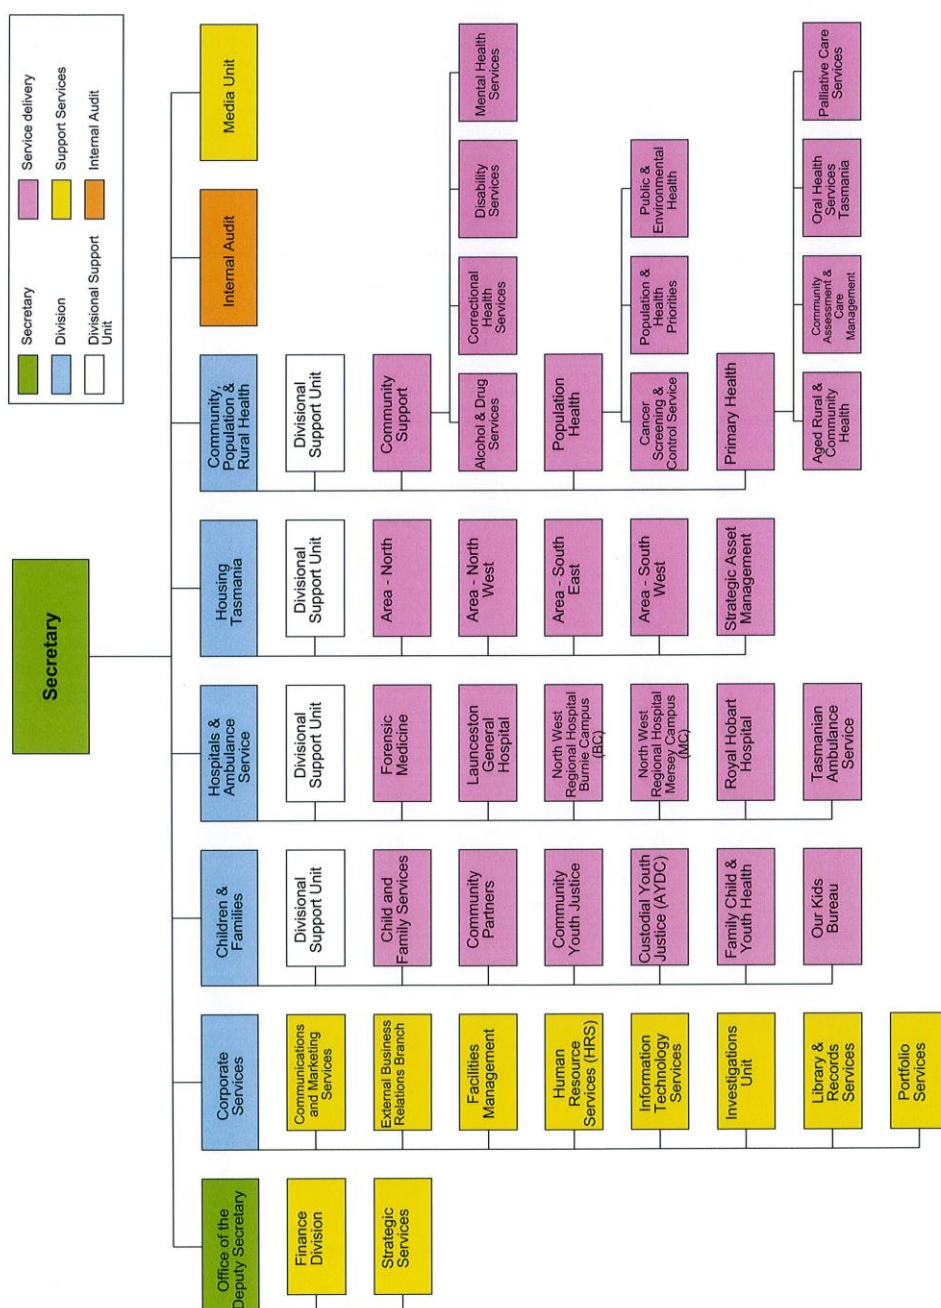 Secretary
Division
Divisional Support
Unit
Service delivery
Support Services
Internal Audit
Secretary
Office of the
Deputy Secretary
Finance
Division
Strategic
Services
Corporate
Services
Communications
and Marketing
Services
External Business
Relations Branch
Facilities
Management
Human
Resource
Services (HRS)
Information
Technology
Services
Investigations
Unit
Library &
Records
Services
Portfolio
Services
Children &
Families
Divisional
Support Unit
Child and
Family Services
Community
Partners
Community
Youth Justice
Custodial Youth
Justice (AYDC)
Family Child &
Youth Health
Our Kids
Bureau
Hospitals &
Ambulance
Service
Divisional
Support Unit
Forensic
Medicine
Launceston
General
Hospital
North West
Regional Hospital
Burnie Campus
(BC)
North West
Regional Hospital
Mersey Campus
(MC)
Royal Hobart
Hospital
Tasmanian
Ambulance
Service
Housing
Tasmania
Divisional
Support Unit
Area - North
Area - North
West
Area - South
East
Area - South
West
Strategic Asset
Management
Community,
Population &
Rural Health
Divisional
Support Unit
Community
Support
Alcohol & Drug
Services
Correctional
Health
Services
Disability
Services
Mental Health
Services
Population
Health
Cancer
Screening &
Control Service
Population &
Health
Priorities
Public &
Environmental
Health
Primary Health
Aged Rural &
Community
Health
Community
Assessment &
Care
Management
Oral Health
Services
Tasmania
Palliative Care
Services
Internal Audit
Media Unit